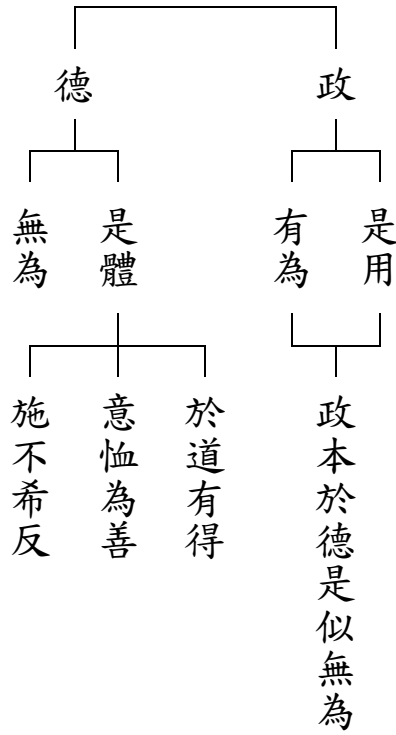 政
德
是用
有為
是體
無為
政本於德是似無為
於道有得
意恤為善
施不希反